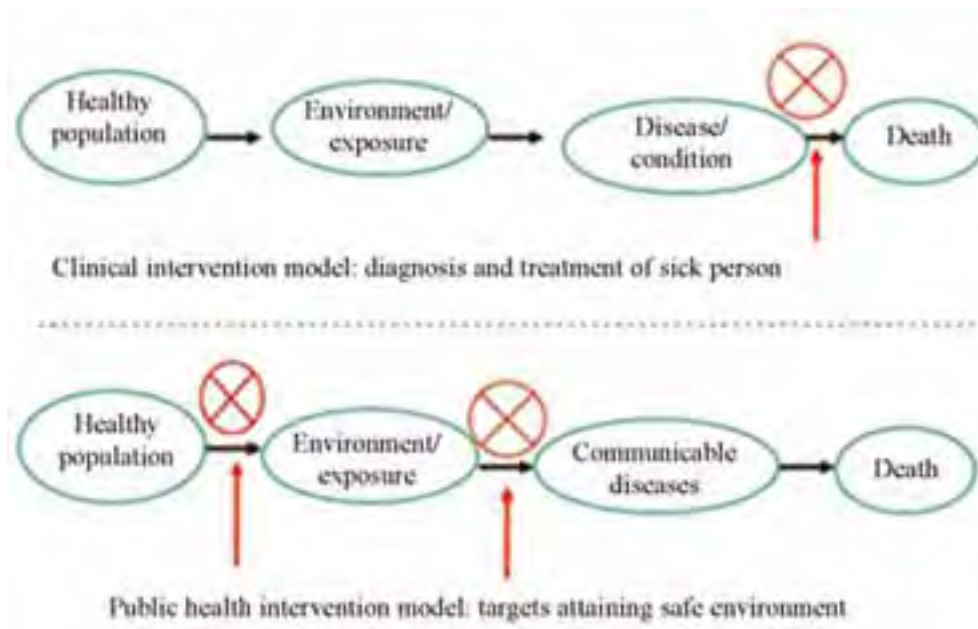 Healthy
population
Environment/
exposure
Disease/
condition
Death
Clinical intervention model: diagnosis and treatment of sick person
Healthy
population
Environment/
exposure
Communicable
diseases
Death
Public health intervention model: targets attaining safe environment